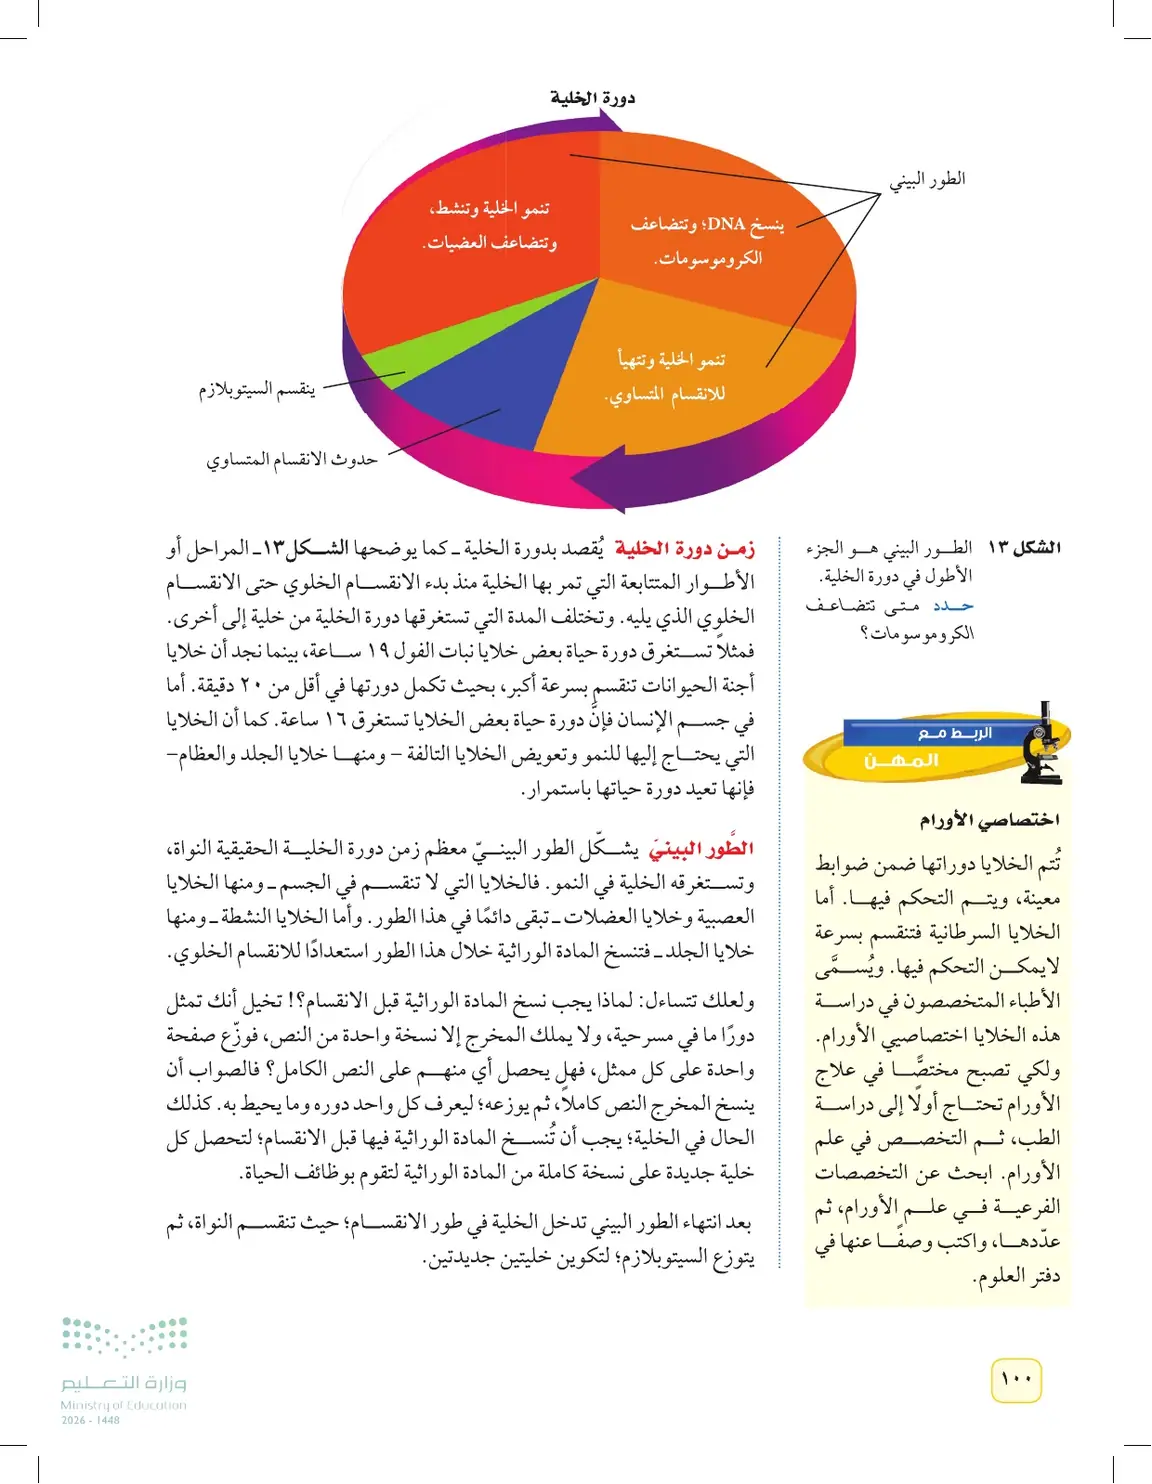 دورة الخلية
الطور البيني
تنمو الخلية وتنشط،
وتتضاعف العضيات.
ينسخ DNA؛ وتتضاعف
الكروموسومات.
تنمو الخلية وتتهيأ
للانقسام المتساوي.
ينقسم السيتوبلازم
حدوث الانقسام المتساوي
الشكل ١٣ الطور البيني هو الجزء
الأطول في دورة الخلية.
حدد متى تتضاعف
الكروموسومات؟
زمن دورة الخلية يُقصد بدورة الخلية ـ كما يوضحها الشكل١٣ـ المراحل أو
الأطوار المتتابعة التي تمر بها الخلية منذ بدء الانقسام الخلوي حتى الانقسام
الخلوي الذي يليه. وتختلف المدة التي تستغرقها دورة الخلية من خلية إلى أخرى.
فمثلاً تستغرق دورة حياة بعض خلايا نبات الفول ١٩ ساعة، بينما نجد أن خلايا
أجنة الحيوانات تنقسم بسرعة أكبر، بحيث تكمل دورتها في أقل من ٢٠ دقيقة. أما
في جسم الإنسان فإنَّ دورة حياة بعض الخلايا تستغرق ١٦ ساعة. كما أن الخلايا
التي يحتاج إليها للنمو وتعويض الخلايا التالفة – ومنها خلايا الجلد والعظام–
فإنها تعيد دورة حياتها باستمرار.
الطَّور البينيَ يشكّل الطور البينيّ معظم زمن دورة الخلية الحقيقية النواة،
وتستغرقه الخلية في النمو. فالخلايا التي لا تنقسم في الجسم ـ ومنها الخلايا
العصبية وخلايا العضلات ـ تبقى دائمًا في هذا الطور. وأما الخلايا النشطة ـ ومنها
خلايا الجلد ـ فتنسخ المادة الوراثية خلال هذا الطور استعدادًا للانقسام الخلوي.
ولعلك تتساءل: لماذا يجب نسخ المادة الوراثية قبل الانقسام؟! تخيل أنك تمثل
دورًا ما في مسرحية، ولا يملك المخرج إلا نسخة واحدة من النص، فوزّع صفحة
واحدة على كل ممثل، فهل يحصل أي منهم على النص الكامل؟ فالصواب أن
ينسخ المخرج النص كاملاً، ثم يوزعه؛ ليعرف كل واحد دوره وما يحيط به. كذلك
الحال في الخلية؛ يجب أن تُنسخ المادة الوراثية فيها قبل الانقسام؛ لتحصل كل
خلية جديدة على نسخة كاملة من المادة الوراثية لتقوم بوظائف الحياة.
بعد انتهاء الطور البيني تدخل الخلية في طور الانقسام؛ حيث تنقسم النواة، ثم
يتوزع السيتوبلازم؛ لتكوين خليتين جديدتين.
الربط مع
المهن
اختصاصي الأورام
تُتم الخلايا دوراتها ضمن ضوابط
معينة، ويتم التحكم فيها. أما
الخلايا السرطانية فتنقسم بسرعة
لايمكن التحكم فيها. ويُسمَّى
الأطباء المتخصصون في دراسة
هذه الخلايا اختصاصيي الأورام.
ولكي تصبح مختصًّا في علاج
الأورام تحتاج أولًا إلى دراسة
الطب، ثم التخصص في علم
الأورام. ابحث عن التخصصات
الفرعية في علم الأورام، ثم
عدّدها، واكتب وصفًا عنها في
دفتر العلوم.
وزارة التعليم
Ministry of Education
2026 - 1448
١٠٠